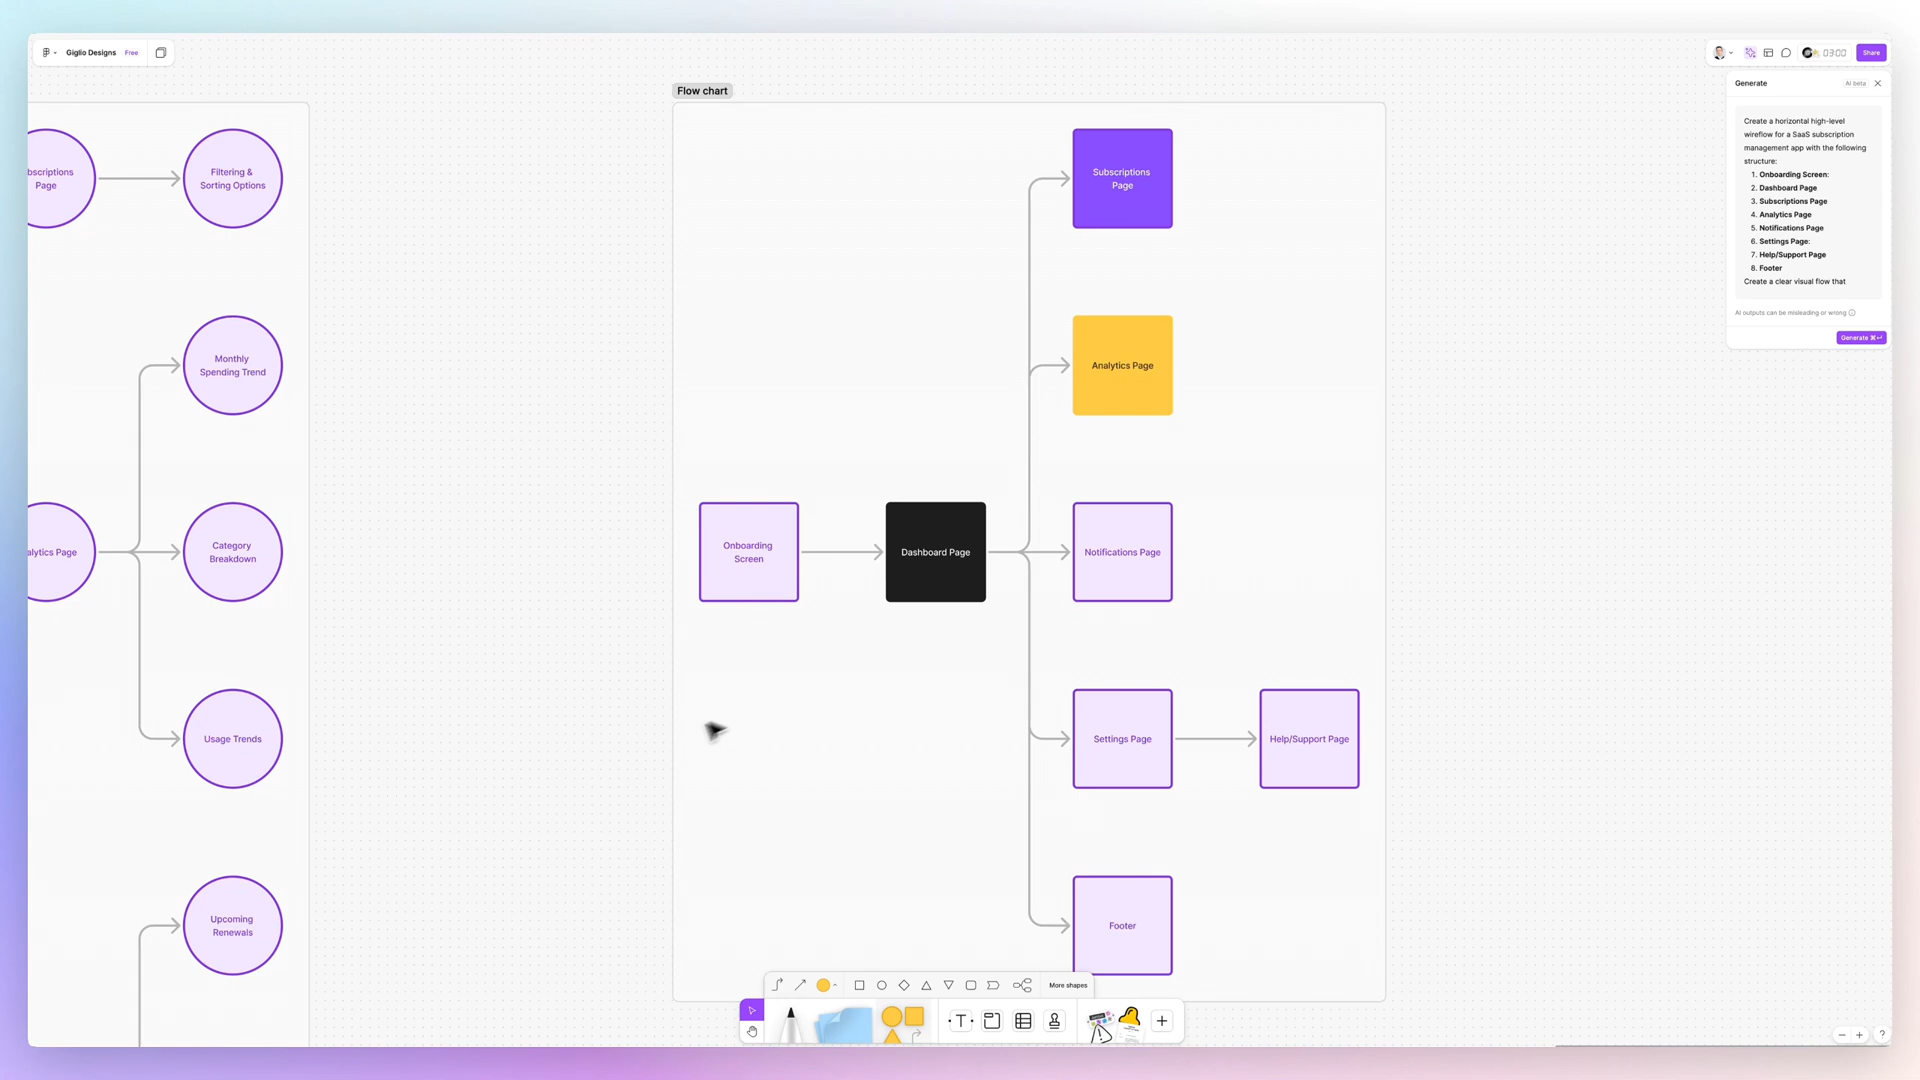 Giglio Designs Free
03:00
Share
Flow chart
Generate
AI beta
Create a horizontal high-level
wireflow for a SaaS subscription
management app with the following
structure:
1. Onboarding Screen:
2. Dashboard Page
3. Subscriptions Page
4. Analytics Page
5. Notifications Page
6. Settings Page:
7. Help/Support Page
8. Footer
Create a clear visual flow that
AI outputs can be misleading or wrong
Generate ⌘↵
bscriptions
Page
Filtering &
Sorting Options
Monthly
Spending Trend
alytics Page
Category
Breakdown
Usage Trends
Upcoming
Renewals
Subscriptions
Page
Analytics Page
Onboarding
Screen
Dashboard Page
Notifications Page
Settings Page
Help/Support Page
Footer
More shapes
T
?